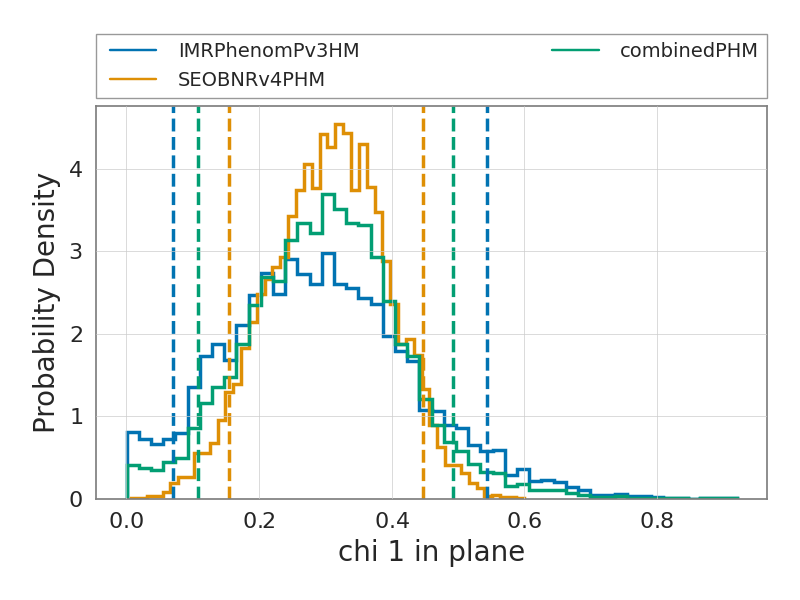 IMRPhenomPv3HM
SEOBNRv4PHM
combinedPHM
Probability Density
4
3
2
1
0
0.0 0.2 0.4 0.6 0.8
chi 1 in plane